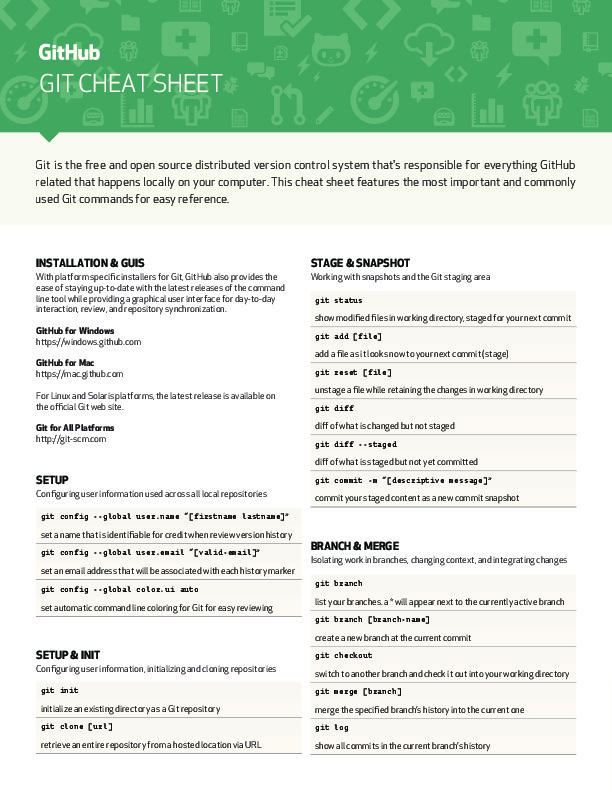 GitHub
GIT CHEAT SHEET
Git is the free and open source distributed version control system that's responsible for everything GitHub
related that happens locally on your computer. This cheat sheet features the most important and commonly
used Git commands for easy reference.
INSTALLATION & GUIS
With platform specific installers for Git, GitHub also provides the
ease of staying up-to-date with the latest releases of the command
line tool while providing a graphical user interface for day-to-day
interaction, review, and repository synchronization.
GitHub for Windows
https://windows.github.com
GitHub for Mac
https://mac.github.com
For Linux and Solaris platforms, the latest release is available on
the official Git web site.
Git for All Platforms
http://git-scm.com
SETUP
Configuring user information used across all local repositories
git config --global user.name "[firstname lastname]"
set a name that is identifiable for credit when review version history
git config --global user.email "[valid-email]"
set an email address that will be associated with each history marker
git config --global color.ui auto
set automatic command line coloring for Git for easy reviewing
SETUP & INIT
Configuring user information, initializing and cloning repositories
git init
initialize an existing directory as a Git repository
git clone [url]
retrieve an entire repository from a hosted location via URL
STAGE & SNAPSHOT
Working with snapshots and the Git staging area
git status
show modified files in working directory, staged for your next commit
git add [file]
add a file as it looks now to your next commit (stage)
git reset [file]
unstage a file while retaining the changes in working directory
git diff
diff of what is changed but not staged
git diff --staged
diff of what is staged but not yet committed
git commit -m "[descriptive message]"
commit your staged content as a new commit snapshot
BRANCH & MERGE
Isolating work in branches, changing context, and integrating changes
git branch
list your branches. a * will appear next to the currently active branch
git branch [branch-name]
create a new branch at the current commit
git checkout
switch to another branch and check it out into your working directory
git merge [branch]
merge the specified branch's history into the current one
git log
show all commits in the current branch's history